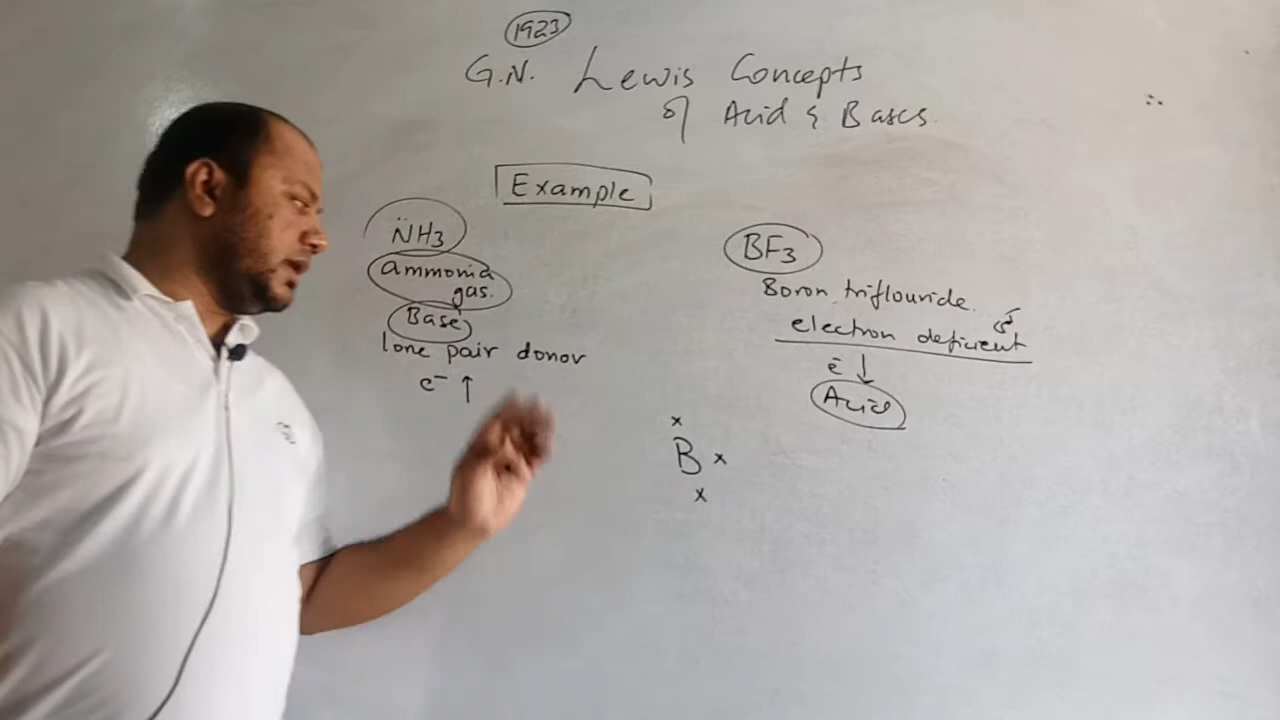 1923
G.N. Lewis Concepts
of Acid & Bases.
Example
N̈H3
ammonia
gas.
Base
lone pair donor
e⁻ ↑
BF3
Boron triflouride.
electron deficient
e⁻ ↓
Acid
x
B x
x
∴